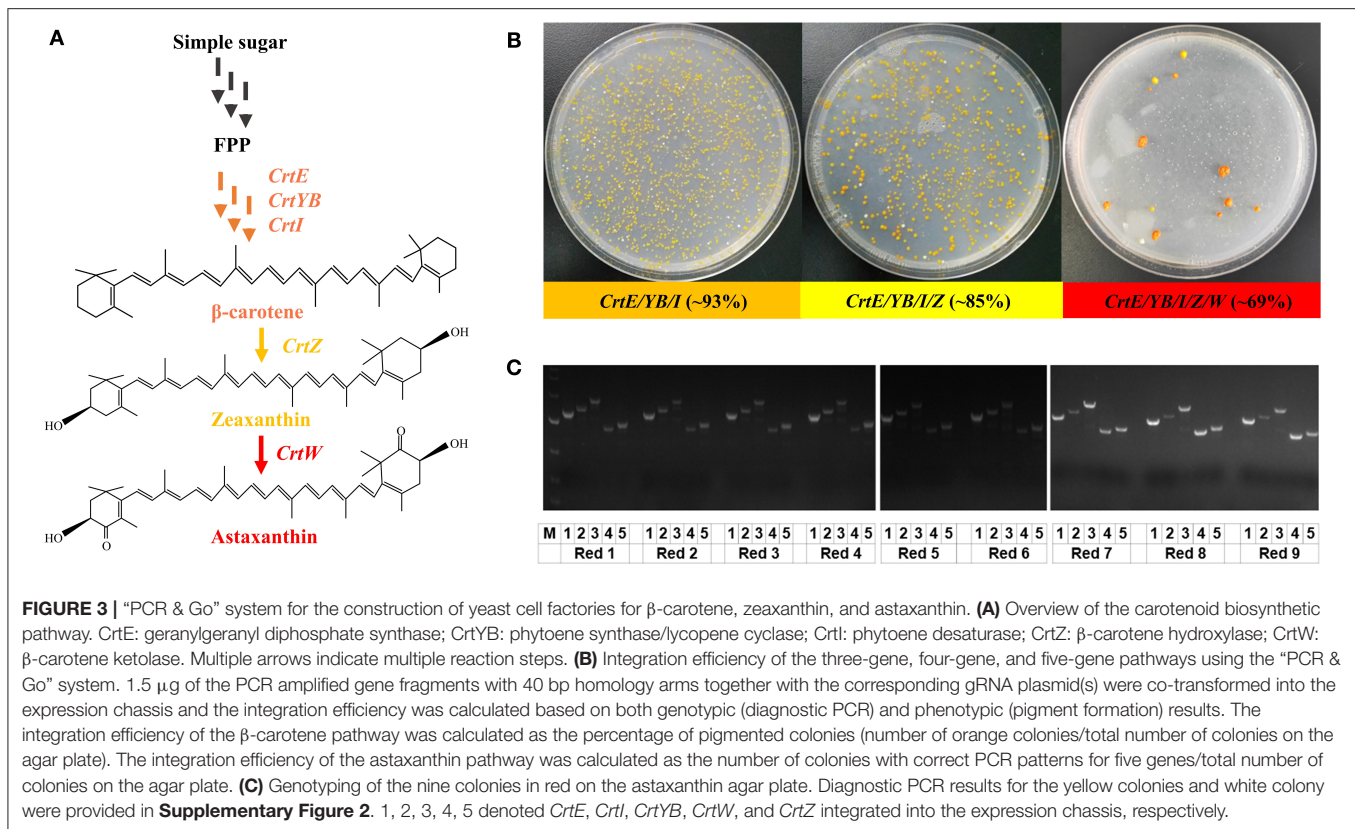 A
Simple sugar
FPP
CrtE
CrtYB
CrtI
β-carotene
CrtZ
OH
HO
Zeaxanthin
CrtW
O
OH
HO
O
Astaxanthin
B
CrtE/YB/I (~93%)
CrtE/YB/I/Z (~85%)
CrtE/YB/I/Z/W (~69%)
C
M 1 2 3 4 5 1 2 3 4 5 1 2 3 4 5 1 2 3 4 5 1 2 3 4 5 1 2 3 4 5 1 2 3 4 5 1 2 3 4 5 1 2 3 4 5
Red 1 Red 2 Red 3 Red 4 Red 5 Red 6 Red 7 Red 8 Red 9
FIGURE 3 | “PCR & Go” system for the construction of yeast cell factories for β-carotene, zeaxanthin, and astaxanthin. (A) Overview of the carotenoid biosynthetic
pathway. CrtE: geranylgeranyl diphosphate synthase; CrtYB: phytoene synthase/lycopene cyclase; CrtI: phytoene desaturase; CrtZ: β-carotene hydroxylase; CrtW:
β-carotene ketolase. Multiple arrows indicate multiple reaction steps. (B) Integration efficiency of the three-gene, four-gene, and five-gene pathways using the “PCR &
Go” system. 1.5 μg of the PCR amplified gene fragments with 40 bp homology arms together with the corresponding gRNA plasmid(s) were co-transformed into the
expression chassis and the integration efficiency was calculated based on both genotypic (diagnostic PCR) and phenotypic (pigment formation) results. The
integration efficiency of the β-carotene pathway was calculated as the percentage of pigmented colonies (number of orange colonies/total number of colonies on the
agar plate). The integration efficiency of the astaxanthin pathway was calculated as the number of colonies with correct PCR patterns for five genes/total number of
colonies on the agar plate. (C) Genotyping of the nine colonies in red on the astaxanthin agar plate. Diagnostic PCR results for the yellow colonies and white colony
were provided in Supplementary Figure 2. 1, 2, 3, 4, 5 denoted CrtE, CrtI, CrtYB, CrtW, and CrtZ integrated into the expression chassis, respectively.